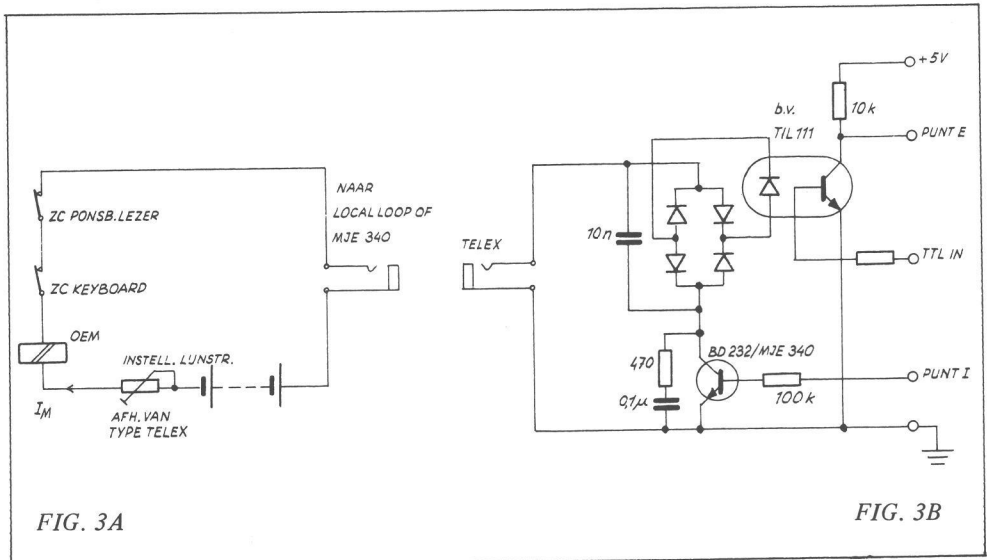 ZC PONSB.LEZER
ZC KEYBOARD
OEM
INSTELL. LIJNSTR.
I_M
AFH. VAN
TYPE TELEX
NAAR
LOCAL LOOP OF
MJE 340
TELEX
10n
470
0,1µ
b.v.
TIL 111
10k
+5V
PUNT E
TTL IN
BD 232/MJE 340
100k
PUNT I
FIG. 3A
FIG. 3B